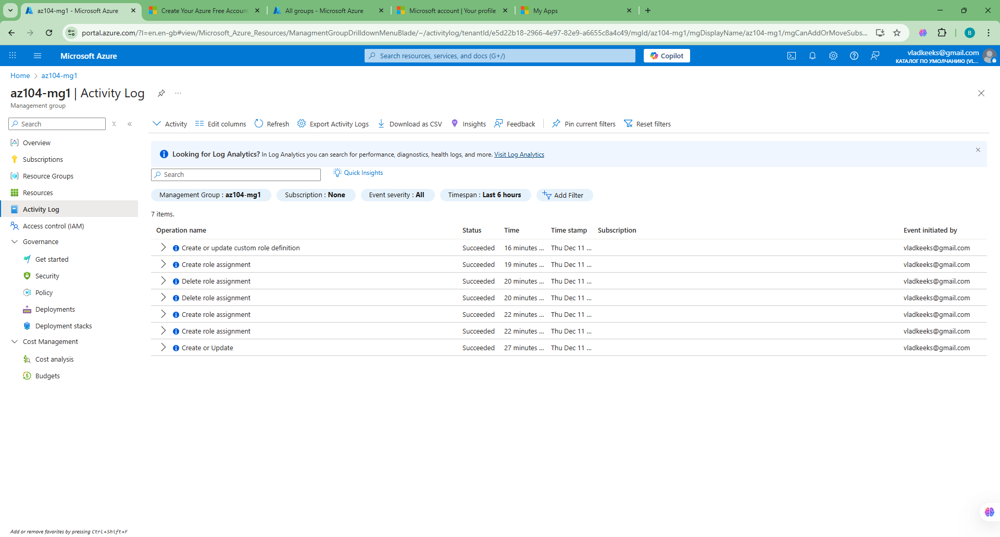 az104-mg1 - Microsoft Azure
Create Your Azure Free Accoun
All groups - Microsoft Azure
Microsoft account | Your profile
My Apps
portal.azure.com/?l=en.en-gb#view/Microsoft_Azure_Resources/ManagmentGroupDrilldownMenuBlade/~/activitylog/tenantId/e5d22b18-2966-4e97-82e9-a6655c8a4c49/mgId/az104-mg1/mgDisplayName/az104-mg1/mgCanAddOrMoveSubs...
B
Microsoft Azure
Search resources, services, and docs (G+/)
Copilot
vladkeeks@gmail.com
КАТАЛОГ ПО УМОЛЧАНИЮ (VL...
Home > az104-mg1
az104-mg1 | Activity Log
...
Management group
Search
Overview
Subscriptions
Resource Groups
Resources
Activity Log
Access control (IAM)
Governance
Get started
Security
Policy
Deployments
Deployment stacks
Cost Management
Cost analysis
Budgets
Activity
Edit columns
Refresh
Export Activity Logs
Download as CSV
Insights
Feedback
Pin current filters
Reset filters
Looking for Log Analytics? In Log Analytics you can search for performance, diagnostics, health logs, and more. Visit Log Analytics
Search
Quick Insights
Management Group : az104-mg1
Subscription : None
Event severity : All
Timespan : Last 6 hours
Add Filter
7 items.
Operation name Status Time Time stamp Subscription Event initiated by
Create or update custom role definition Succeeded 16 minutes ... Thu Dec 11 ... vladkeeks@gmail.com
Create role assignment Succeeded 19 minutes ... Thu Dec 11 ... vladkeeks@gmail.com
Delete role assignment Succeeded 20 minutes ... Thu Dec 11 ... vladkeeks@gmail.com
Delete role assignment Succeeded 20 minutes ... Thu Dec 11 ... vladkeeks@gmail.com
Create role assignment Succeeded 22 minutes ... Thu Dec 11 ... vladkeeks@gmail.com
Create role assignment Succeeded 22 minutes ... Thu Dec 11 ... vladkeeks@gmail.com
Create or Update Succeeded 27 minutes ... Thu Dec 11 ... vladkeeks@gmail.com
Add or remove favorites by pressing Ctrl+Shift+F